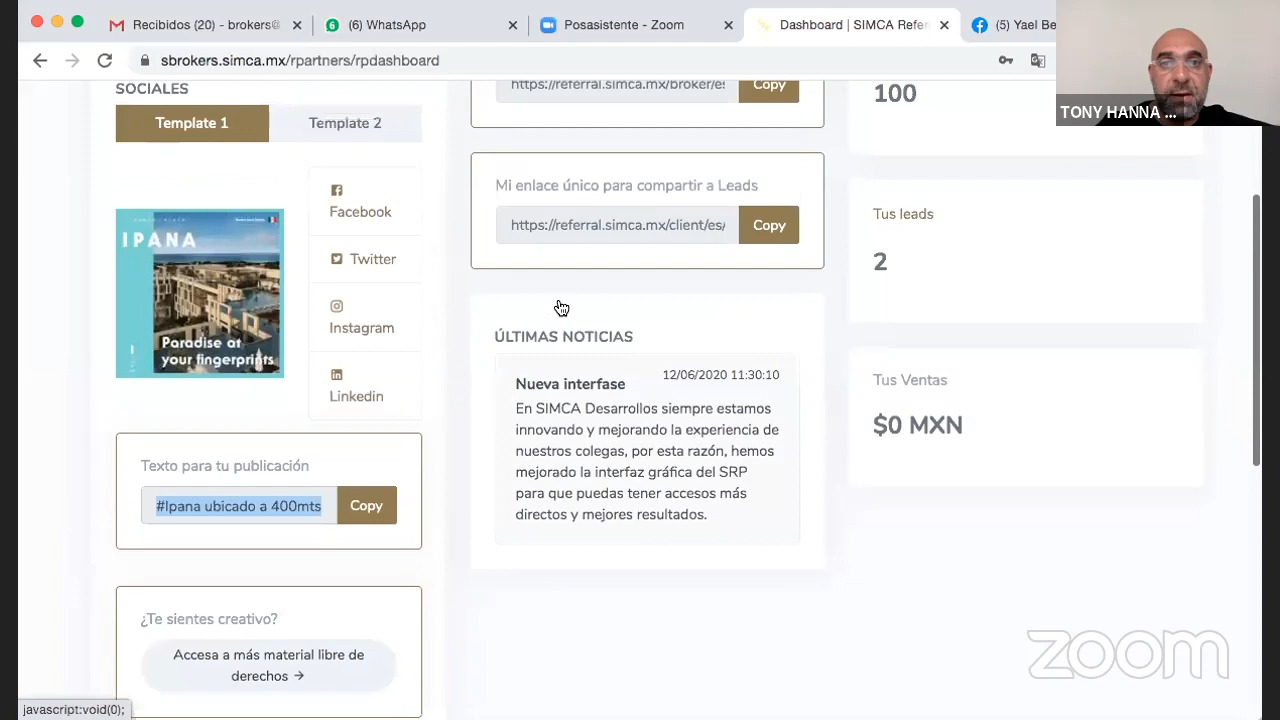 Recibidos (20) - brokers@
(6) WhatsApp
Posasistente - Zoom
Dashboard | SIMCA Refer
(5) Yael Be
sbrokers.simca.mx/rpartners/rpdashboard
TONY HANNA ...
SOCIALES
Template 1
Template 2
IPANA
Paradise at
your fingerprints
Facebook
Twitter
Instagram
Linkedin
Texto para tu publicación
#Ipana ubicado a 400mts
Copy
¿Te sientes creativo?
Accesa a más material libre de
derechos →
https://referral.simca.mx/broker/es
Copy
Mi enlace único para compartir a Leads
https://referral.simca.mx/client/es/
Copy
ÚLTIMAS NOTICIAS
Nueva interfase
12/06/2020 11:30:10
En SIMCA Desarrollos siempre estamos
innovando y mejorando la experiencia de
nuestros colegas, por esta razón, hemos
mejorado la interfaz gráfica del SRP
para que puedas tener accesos más
directos y mejores resultados.
100
Tus leads
2
Tus Ventas
$0 MXN
zoom
javascript:void(0);